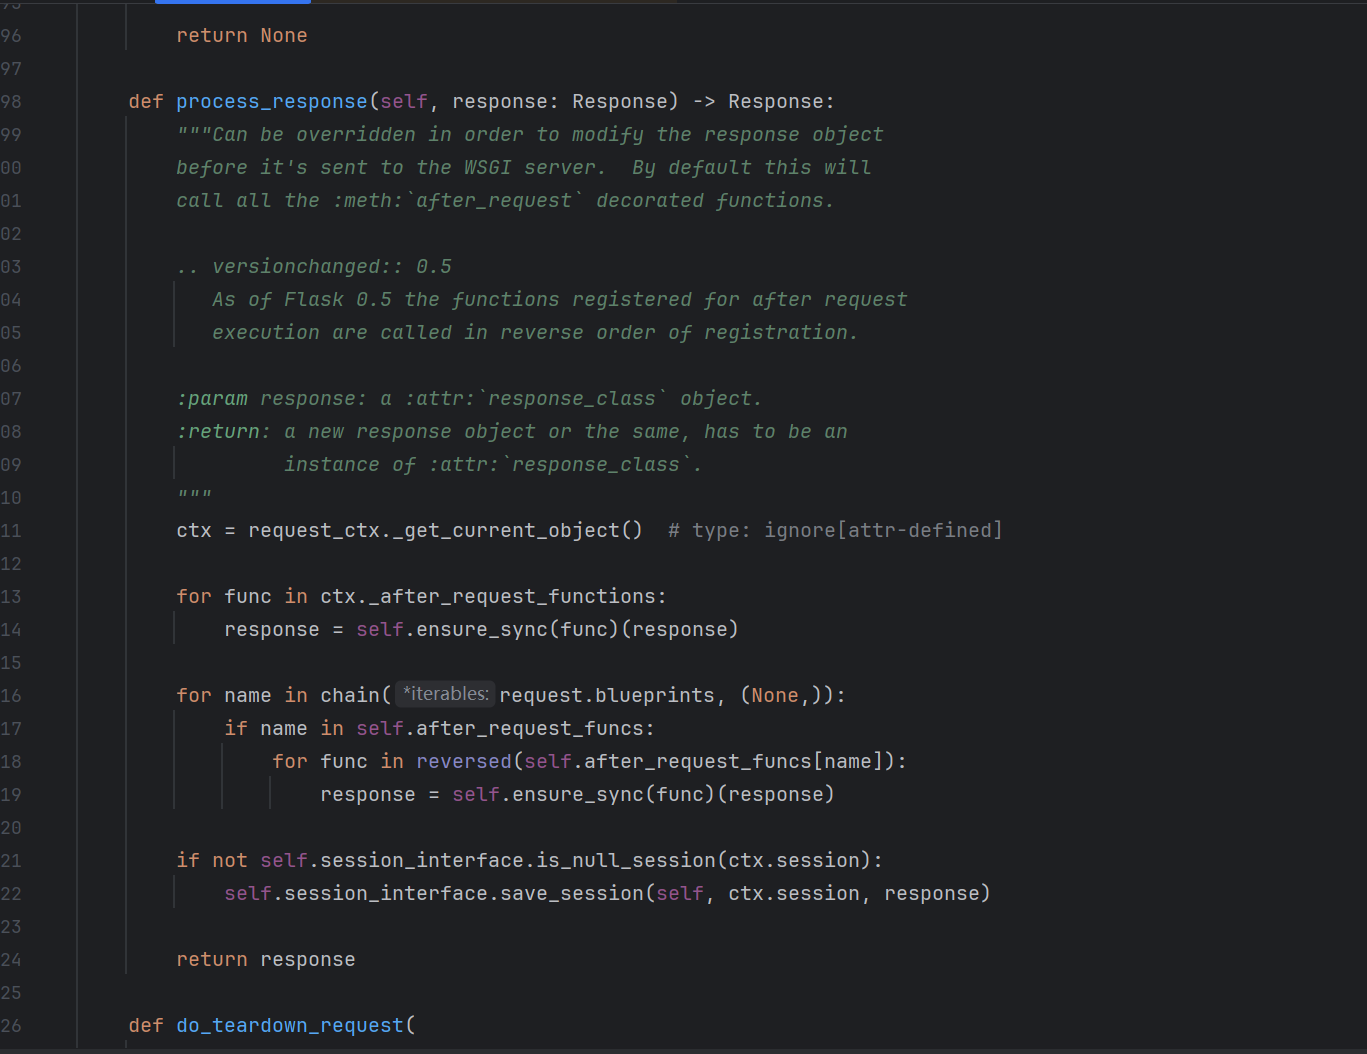 96 return None
97
98 def process_response(self, response: Response) -> Response:
99 """Can be overridden in order to modify the response object
00 before it's sent to the WSGI server.  By default this will
01 call all the :meth:`after_request` decorated functions.
02
03 .. versionchanged:: 0.5
04 As of Flask 0.5 the functions registered for after request
05 execution are called in reverse order of registration.
06
07 :param response: a :attr:`response_class` object.
08 :return: a new response object or the same, has to be an
09 instance of :attr:`response_class`.
10 """
11 ctx = request_ctx._get_current_object()  # type: ignore[attr-defined]
12
13 for func in ctx._after_request_functions:
14 response = self.ensure_sync(func)(response)
15
16 for name in chain( *iterables: request.blueprints, (None,)):
17 if name in self.after_request_funcs:
18 for func in reversed(self.after_request_funcs[name]):
19 response = self.ensure_sync(func)(response)
20
21 if not self.session_interface.is_null_session(ctx.session):
22 self.session_interface.save_session(self, ctx.session, response)
23
24 return response
25
26 def do_teardown_request(